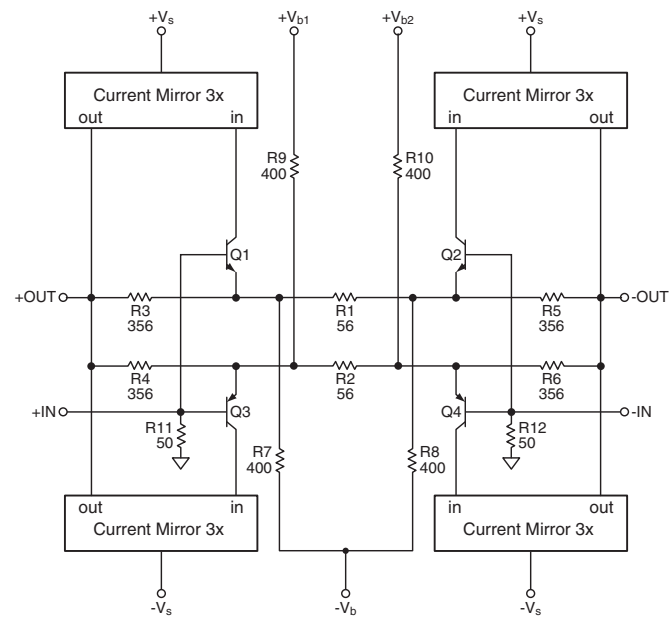 +Vs
+Vb1
+Vb2
+Vs
Current Mirror 3x
out
in
Current Mirror 3x
in
out
R9
400
R10
400
Q1
Q2
+OUT
R3
356
R1
56
R5
356
-OUT
R4
356
R2
56
R6
356
+IN
Q3
Q4
-IN
R11
50
R12
50
R7
400
R8
400
out
in
Current Mirror 3x
in
out
Current Mirror 3x
-Vs
-Vb
-Vs